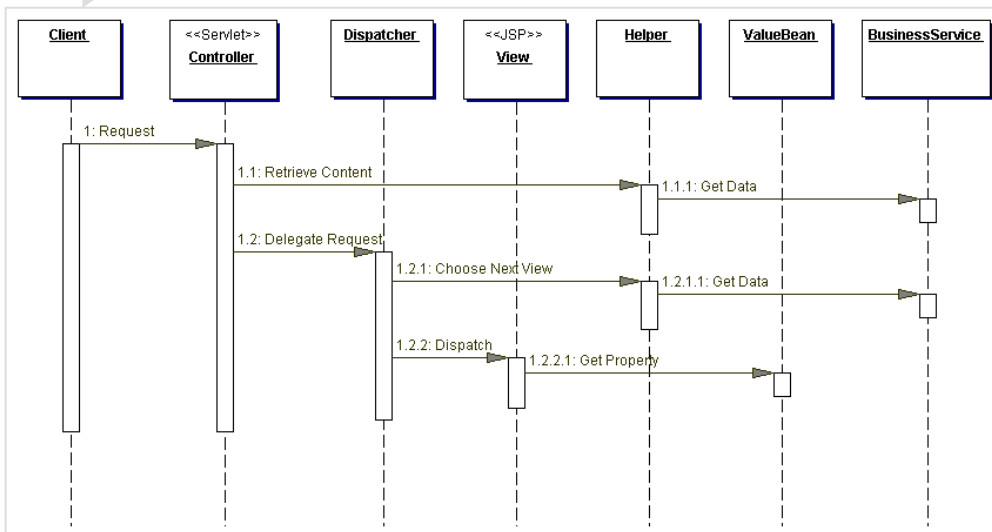 Client
<<Servlet>>
Controller
Dispatcher
<<JSP>>
View
Helper
ValueBean
BusinessService
1: Request
1.1: Retrieve Content
1.1.1: Get Data
1.2: Delegate Request
1.2.1: Choose Next View
1.2.1.1: Get Data
1.2.2: Dispatch
1.2.2.1: Get Property